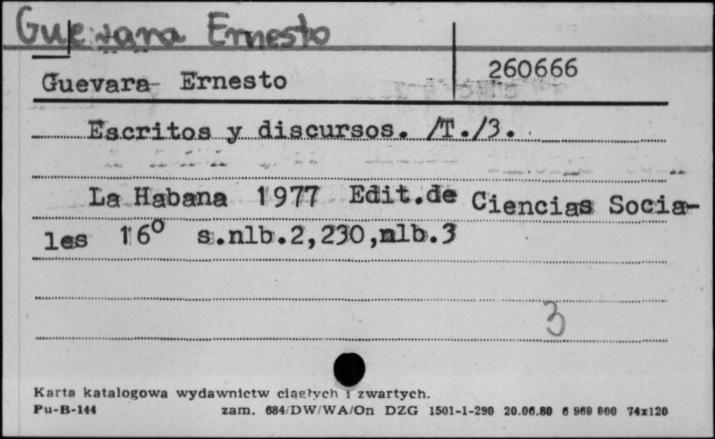 Guevara Ernesto
Guevara Ernesto 260666
Escritos y discursos. /T./3.
La Habana 1977 Edit.de Ciencias Socia-
les 16º s.nlb.2,230,nlb.3
3
Karta katalogowa wydawnictw ciągłych i zwartych.
Pu-B-144 zam. 684/DW/WA/On DZG 1501-1-290 20.06.80 6 960 000 74x120